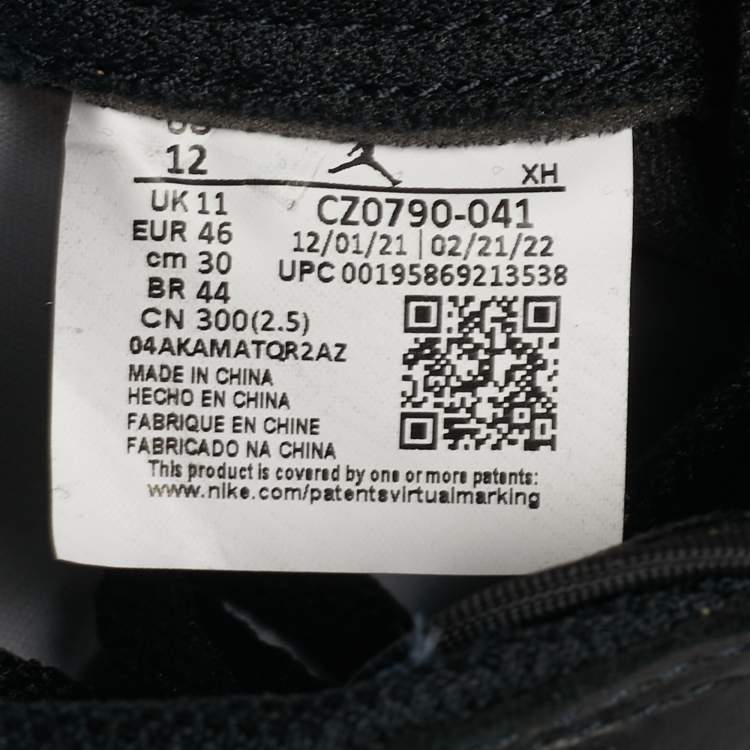 US
12
XH
UK 11
EUR 46
cm 30
BR 44
CN 300(2.5)
CZ0790-041
12/01/21 | 02/21/22
UPC 00195869213538
04AKAMATQR2AZ
MADE IN CHINA
HECHO EN CHINA
FABRIQUE EN CHINE
FABRICADO NA CHINA
This product is covered by one or more patents:
www.nike.com/patentsvirtualmarking